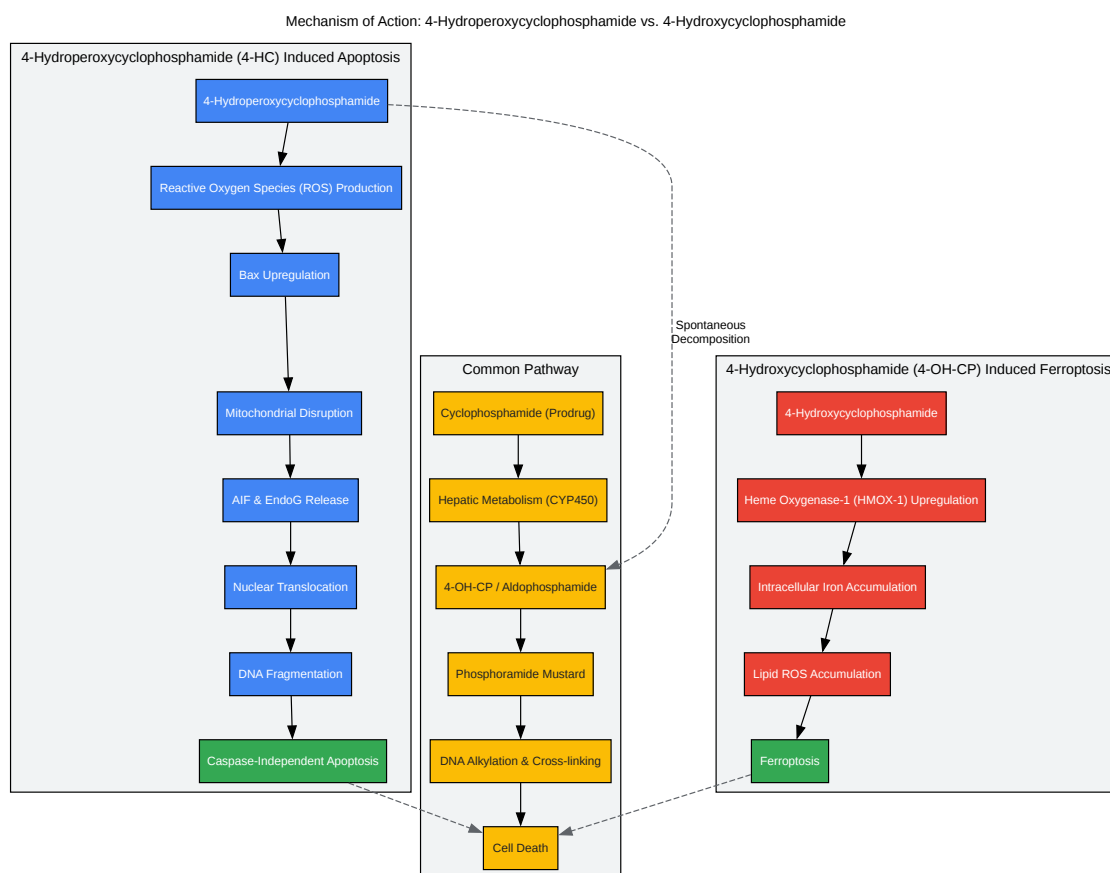 Mechanism of Action: 4-Hydroperoxycyclophosphamide vs. 4-Hydroxycyclophosphamide
4-Hydroperoxycyclophosphamide (4-HC) Induced Apoptosis
4-Hydroperoxycyclophosphamide
Reactive Oxygen Species (ROS) Production
Bax Upregulation
Mitochondrial Disruption
AIF & EndoG Release
Nuclear Translocation
DNA Fragmentation
Caspase-Independent Apoptosis
Spontaneous
Decomposition
Common Pathway
Cyclophosphamide (Prodrug)
Hepatic Metabolism (CYP450)
4-OH-CP / Aldophosphamide
Phosphoramide Mustard
DNA Alkylation & Cross-linking
Cell Death
4-Hydroxycyclophosphamide (4-OH-CP) Induced Ferroptosis
4-Hydroxycyclophosphamide
Heme Oxygenase-1 (HMOX-1) Upregulation
Intracellular Iron Accumulation
Lipid ROS Accumulation
Ferroptosis